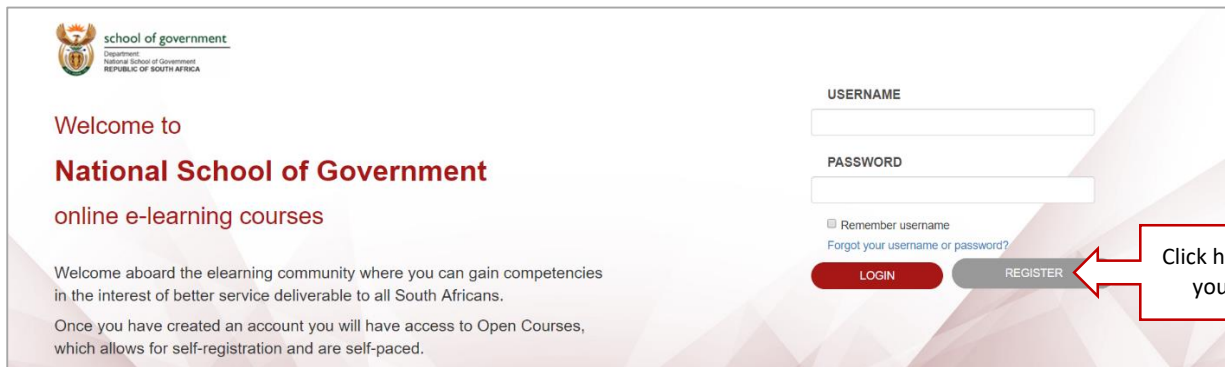 school of government
Department:
National School of Government
REPUBLIC OF SOUTH AFRICA
Welcome to
National School of Government
online e-learning courses
Welcome aboard the elearning community where you can gain competencies
in the interest of better service deliverable to all South Africans.
Once you have created an account you will have access to Open Courses,
which allows for self-registration and are self-paced.
USERNAME
PASSWORD
Remember username
Forgot your username or password?
LOGIN
REGISTER
Click h
you